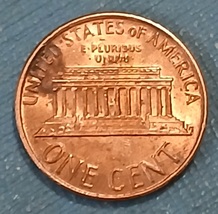 UNITED STATES OF AMERICA
E·PLURIBUS
UNUM
ONE CENT